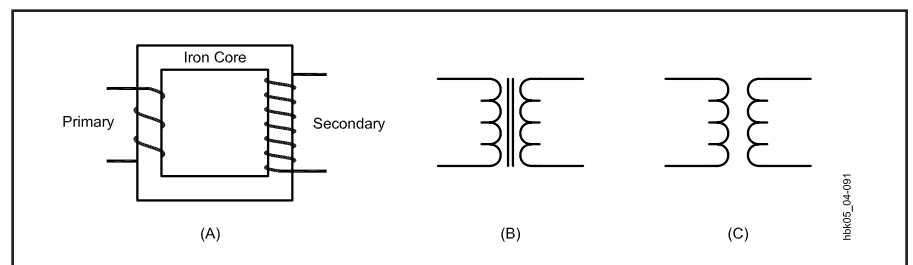 Iron Core
Primary
Secondary
(A)
(B)
(C)
hbk05_04-091